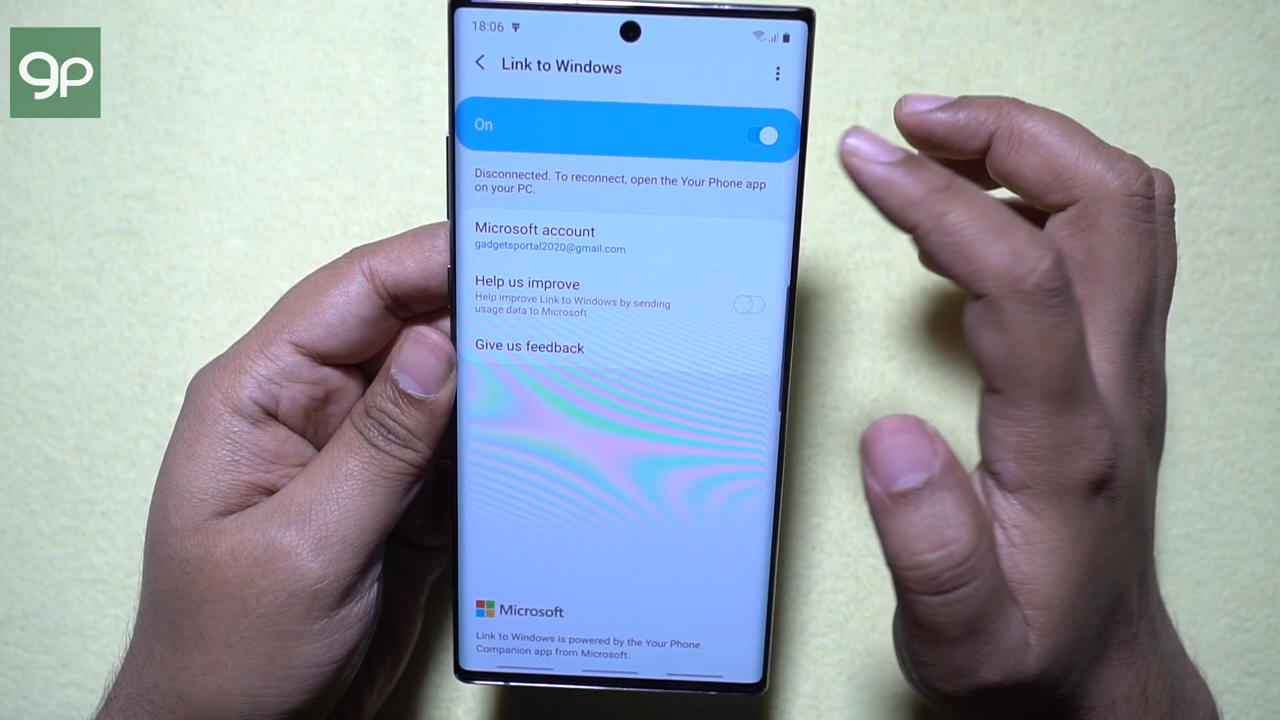 gp
18:06
Link to Windows
On
Disconnected. To reconnect, open the Your Phone app
on your PC.
Microsoft account
gadgetsportal2020@gmail.com
Help us improve
Help improve Link to Windows by sending
usage data to Microsoft
Give us feedback
Microsoft
Link to Windows is powered by the Your Phone
Companion app from Microsoft.